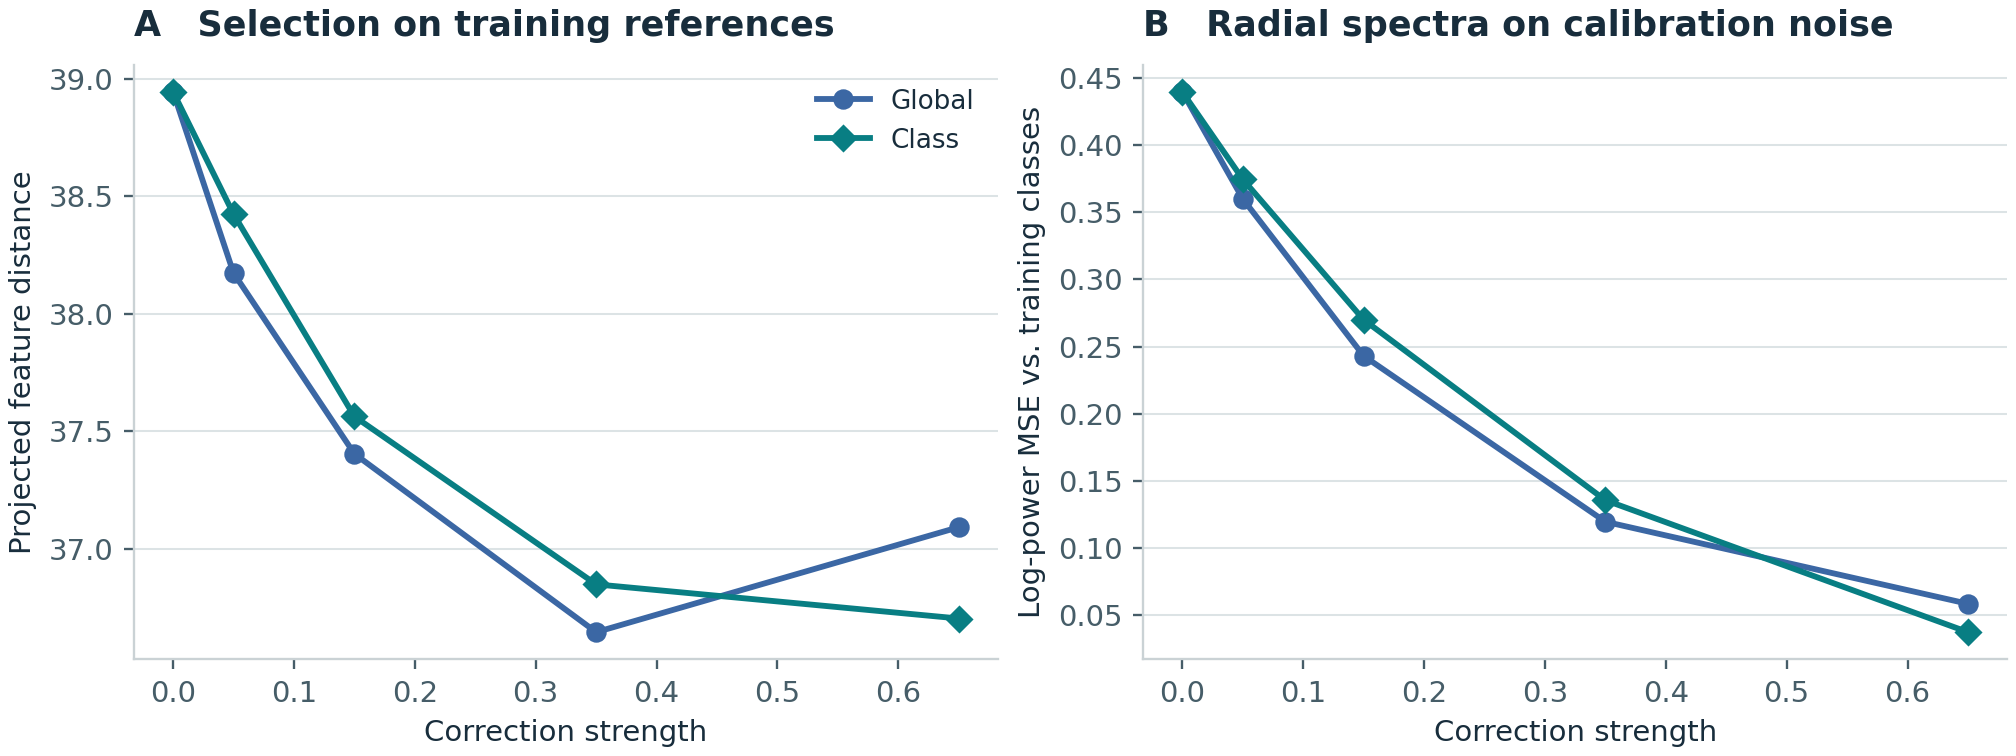 A Selection on training references
Projected feature distance
39.0
38.5
38.0
37.5
37.0
Global
Class
0.0 0.1 0.2 0.3 0.4 0.5 0.6
Correction strength
B Radial spectra on calibration noise
Log-power MSE vs. training classes
0.45
0.40
0.35
0.30
0.25
0.20
0.15
0.10
0.05
0.0 0.1 0.2 0.3 0.4 0.5 0.6
Correction strength